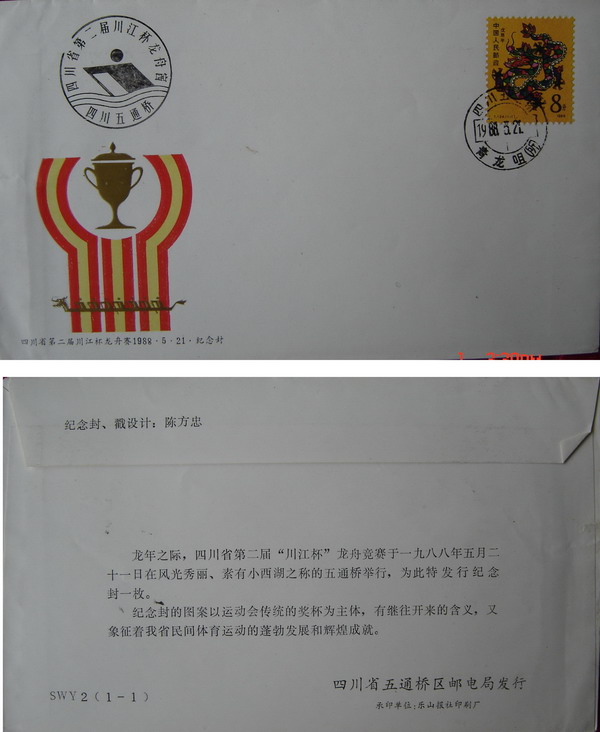 四川省第二届川江杯龙舟赛
四川五通桥
中国人民邮政
8分
四川
1988.5.21
青龙咀
四川省第二届川江杯龙舟赛1988·5·21·纪念封
纪念封、戳设计：陈方忠
龙年之际，四川省第二届“川江杯”龙舟竞赛于一九八八年五月二
十一日在风光秀丽、素有小西湖之称的五通桥举行，为此特发行纪念
封一枚。
纪念封的图案以运动会传统的奖杯为主体，有继往开来的含义，又
象征着我省民间体育运动的蓬勃发展和辉煌成就。
四川省五通桥区邮电局发行
SWY2(1-1)
承印单位:乐山报社印刷厂